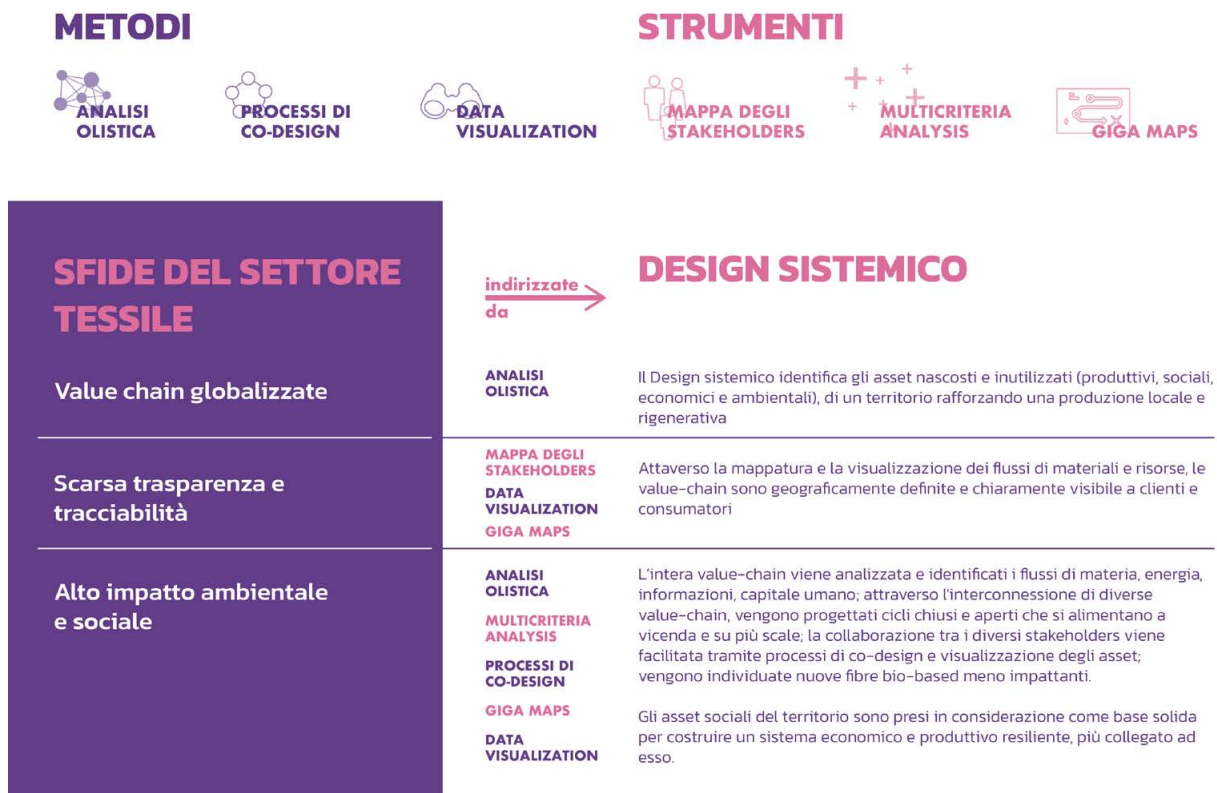 METODI
STRUMENTI
ANALISI
OLISTICA
PROCESSI DI
CO-DESIGN
DATA
VISUALIZATION
MAPPA DEGLI
STAKEHOLDERS
MULTICRITERIA
ANALYSIS
GIGA MAPS
SFIDE DEL SETTORE
TESSILE
indirizzate
da
DESIGN SISTEMICO
Value chain globalizzate
ANALISI
OLISTICA
Il Design sistemico identifica gli asset nascosti e inutilizzati (produttivi, sociali,
economici e ambientali), di un territorio rafforzando una produzione locale e
rigenerativa
Scarsa trasparenza e
tracciabilità
MAPPA DEGLI
STAKEHOLDERS
DATA
VISUALIZATION
GIGA MAPS
Attaverso la mappatura e la visualizzazione dei flussi di materiali e risorse, le
value-chain sono geograficamente definite e chiaramente visibile a clienti e
consumatori
Alto impatto ambientale
e sociale
ANALISI
OLISTICA
MULTICRITERIA
ANALYSIS
PROCESSI DI
CO-DESIGN
GIGA MAPS
DATA
VISUALIZATION
L'intera value-chain viene analizzata e identificati i flussi di materia, energia,
informazioni, capitale umano; attraverso l'interconnessione di diverse
value-chain, vengono progettati cicli chiusi e aperti che si alimentano a
vicenda e su più scale; la collaborazione tra i diversi stakeholders viene
facilitata tramite processi di co-design e visualizzazione degli asset;
vengono individuate nuove fibre bio-based meno impattanti.
Gli asset sociali del territorio sono presi in considerazione come base solida
per costruire un sistema economico e produttivo resiliente, più collegato ad
esso.